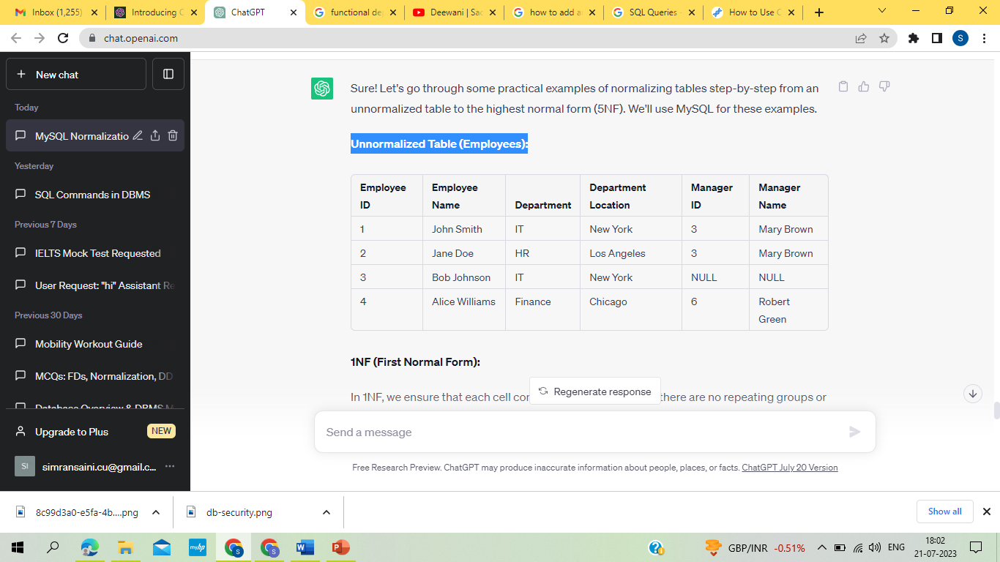 Inbox (1,255)
Introducing C
ChatGPT
functional de
Deewani | Sac
how to add a
SQL Queries
How to Use C
chat.openai.com
S
New chat
Today
MySQL Normalizatio
Yesterday
SQL Commands in DBMS
Previous 7 Days
IELTS Mock Test Requested
User Request: "hi" Assistant Re
Previous 30 Days
Mobility Workout Guide
MCQs: FDs, Normalization, DD
Database Overview & DBMS M
Upgrade to Plus NEW
SI simransaini.cu@gmail.c...
Sure! Let's go through some practical examples of normalizing tables step-by-step from an
unnormalized table to the highest normal form (5NF). We'll use MySQL for these examples.
Unnormalized Table (Employees):
Employee ID Employee Name Department Department Location Manager ID Manager Name
1 John Smith IT New York 3 Mary Brown
2 Jane Doe HR Los Angeles 3 Mary Brown
3 Bob Johnson IT New York NULL NULL
4 Alice Williams Finance Chicago 6 Robert Green
1NF (First Normal Form):
In 1NF, we ensure that each cell con there are no repeating groups or
Regenerate response
Send a message
Free Research Preview. ChatGPT may produce inaccurate information about people, places, or facts. ChatGPT July 20 Version
8c99d3a0-e5fa-4b....png
db-security.png
Show all
myhp
GBP/INR -0.51%
ENG
18:02
21-07-2023